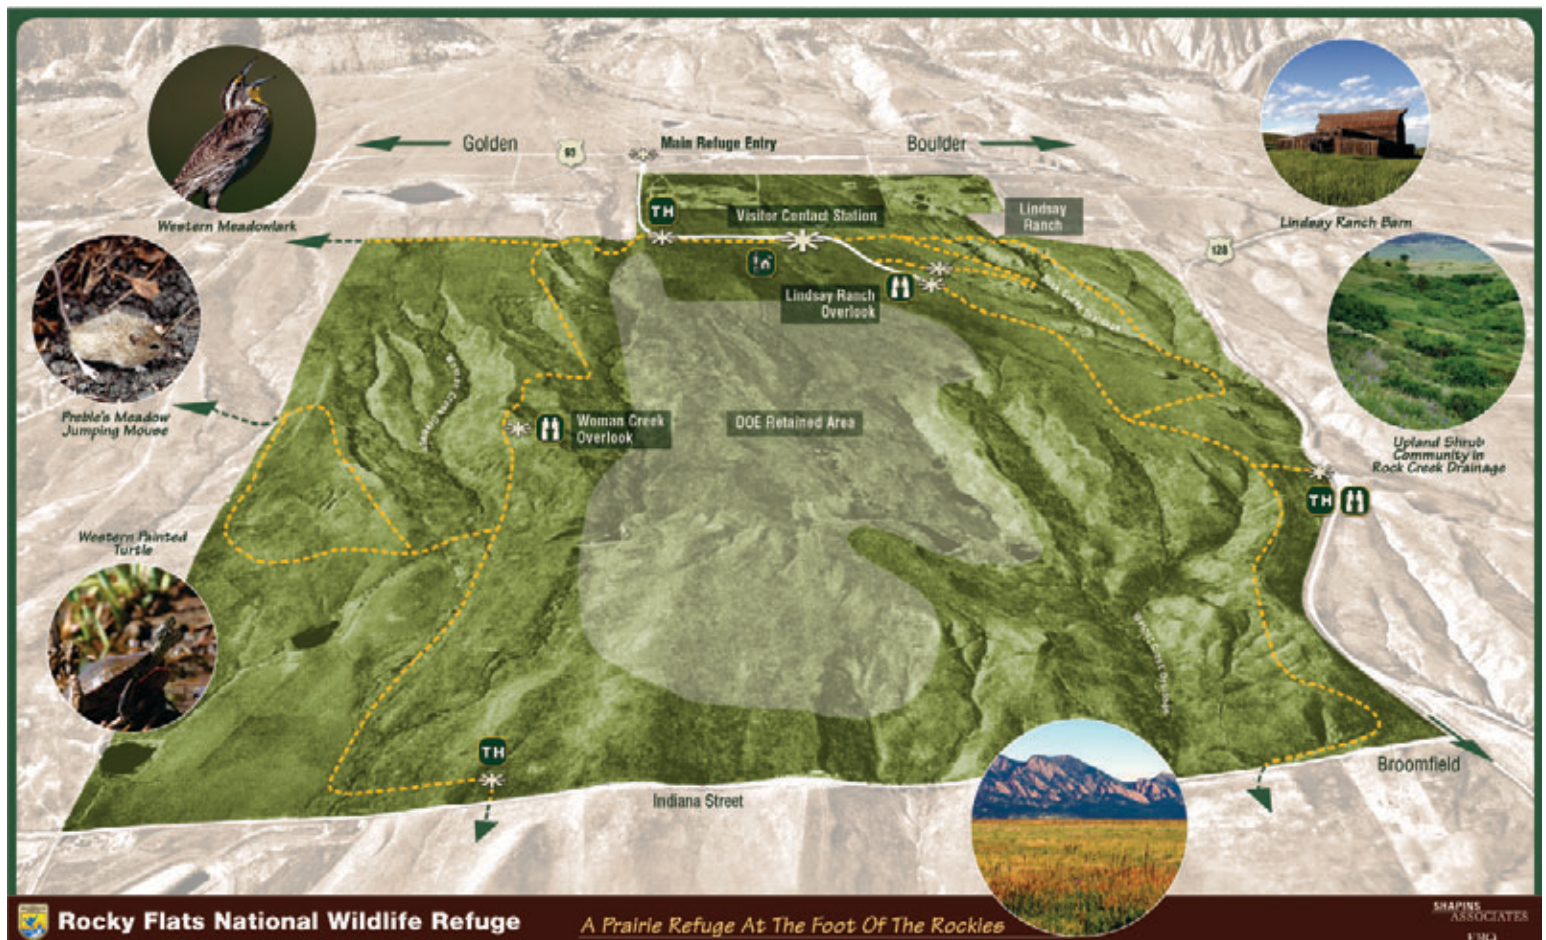 Golden
93
Main Refuge Entry
Boulder
Western Meadowlark
TH
Visitor Contact Station
Lindsay
Ranch
Lindsay Ranch Barn
128
Lindsay Ranch
Overlook
Preble's Meadow
Jumping Mouse
Woman Creek
Overlook
DOE Retained Area
Upland Shrub
Community in
Rock Creek Drainage
TH
Western Painted
Turtle
TH
Indiana Street
Broomfield
Rocky Flats National Wildlife Refuge
A Prairie Refuge At The Foot Of The Rockies
SHAPINS
ASSOCIATES